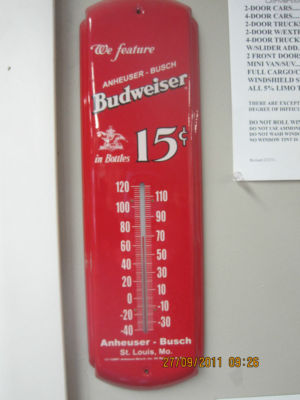 We feature
ANHEUSER - BUSCH
Budweiser
in Bottles 15¢
120
110
100
90
80
70
60
50
40
30
20
10
0
-10
-20
-30
-40
Anheuser - Busch
St. Louis, Mo.
2-DOOR CARS
4-DOOR CARS
2-DOOR TRUCK
2-DOOR W/EXT
4-DOOR TRUCK
W/SLIDER ADD
2 FRONT DOOR
MINI VAN/SUV
FULL CARGO
WINDSHIELD S
ALL 5% LIMO T
THERE ARE EXCEPT
DEGREE OF DIFFICU
DO NOT ROLL WIN
DO NOT USE AMMON
DO NOT WASH WIND
NO WINDOW TINT IS
27/09/2011 09:26